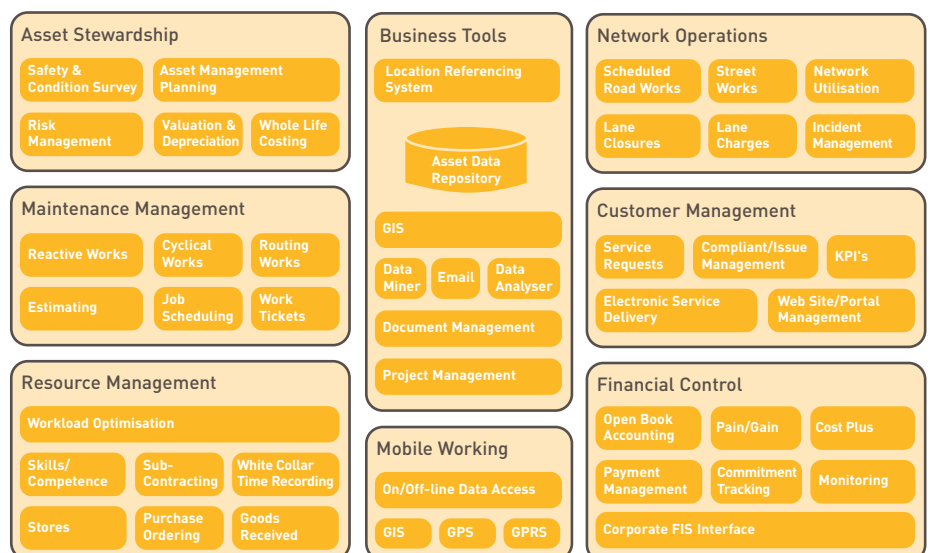 Asset Stewardship
Safety &
Condition Survey
Asset Management
Planning
Risk
Management
Valuation &
Depreciation
Whole Life
Costing
Maintenance Management
Reactive Works
Cyclical
Works
Routing
Works
Estimating
Job
Scheduling
Work
Tickets
Resource Management
Workload Optimisation
Skills/
Competence
Sub-
Contracting
White Collar
Time Recording
Stores
Purchase
Ordering
Goods
Received
Business Tools
Location Referencing
System
Asset Data
Repository
GIS
Data
Miner
Email
Data
Analyser
Document Management
Project Management
Mobile Working
On/Off-line Data Access
GIS
GPS
GPRS
Network Operations
Scheduled
Road Works
Street
Works
Network
Utilisation
Lane
Closures
Lane
Charges
Incident
Management
Customer Management
Service
Requests
Compliant/Issue
Management
KPI's
Electronic Service
Delivery
Web Site/Portal
Management
Financial Control
Open Book
Accounting
Pain/Gain
Cost Plus
Payment
Management
Commitment
Tracking
Monitoring
Corporate FIS Interface